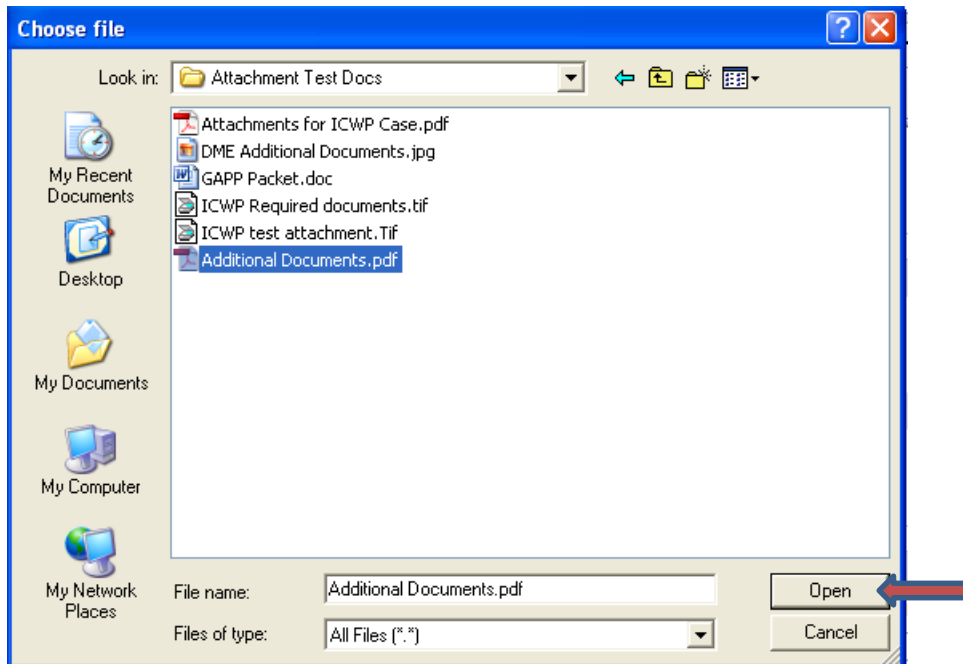 Choose file
Look in: Attachment Test Docs
My Recent
Documents
Desktop
My Documents
My Computer
My Network
Places
Attachments for ICWP Case.pdf
DME Additional Documents.jpg
GAPP Packet.doc
ICWP Required documents.tif
ICWP test attachment.Tif
Additional Documents.pdf
File name: Additional Documents.pdf Open
Files of type: All Files (*.*) Cancel